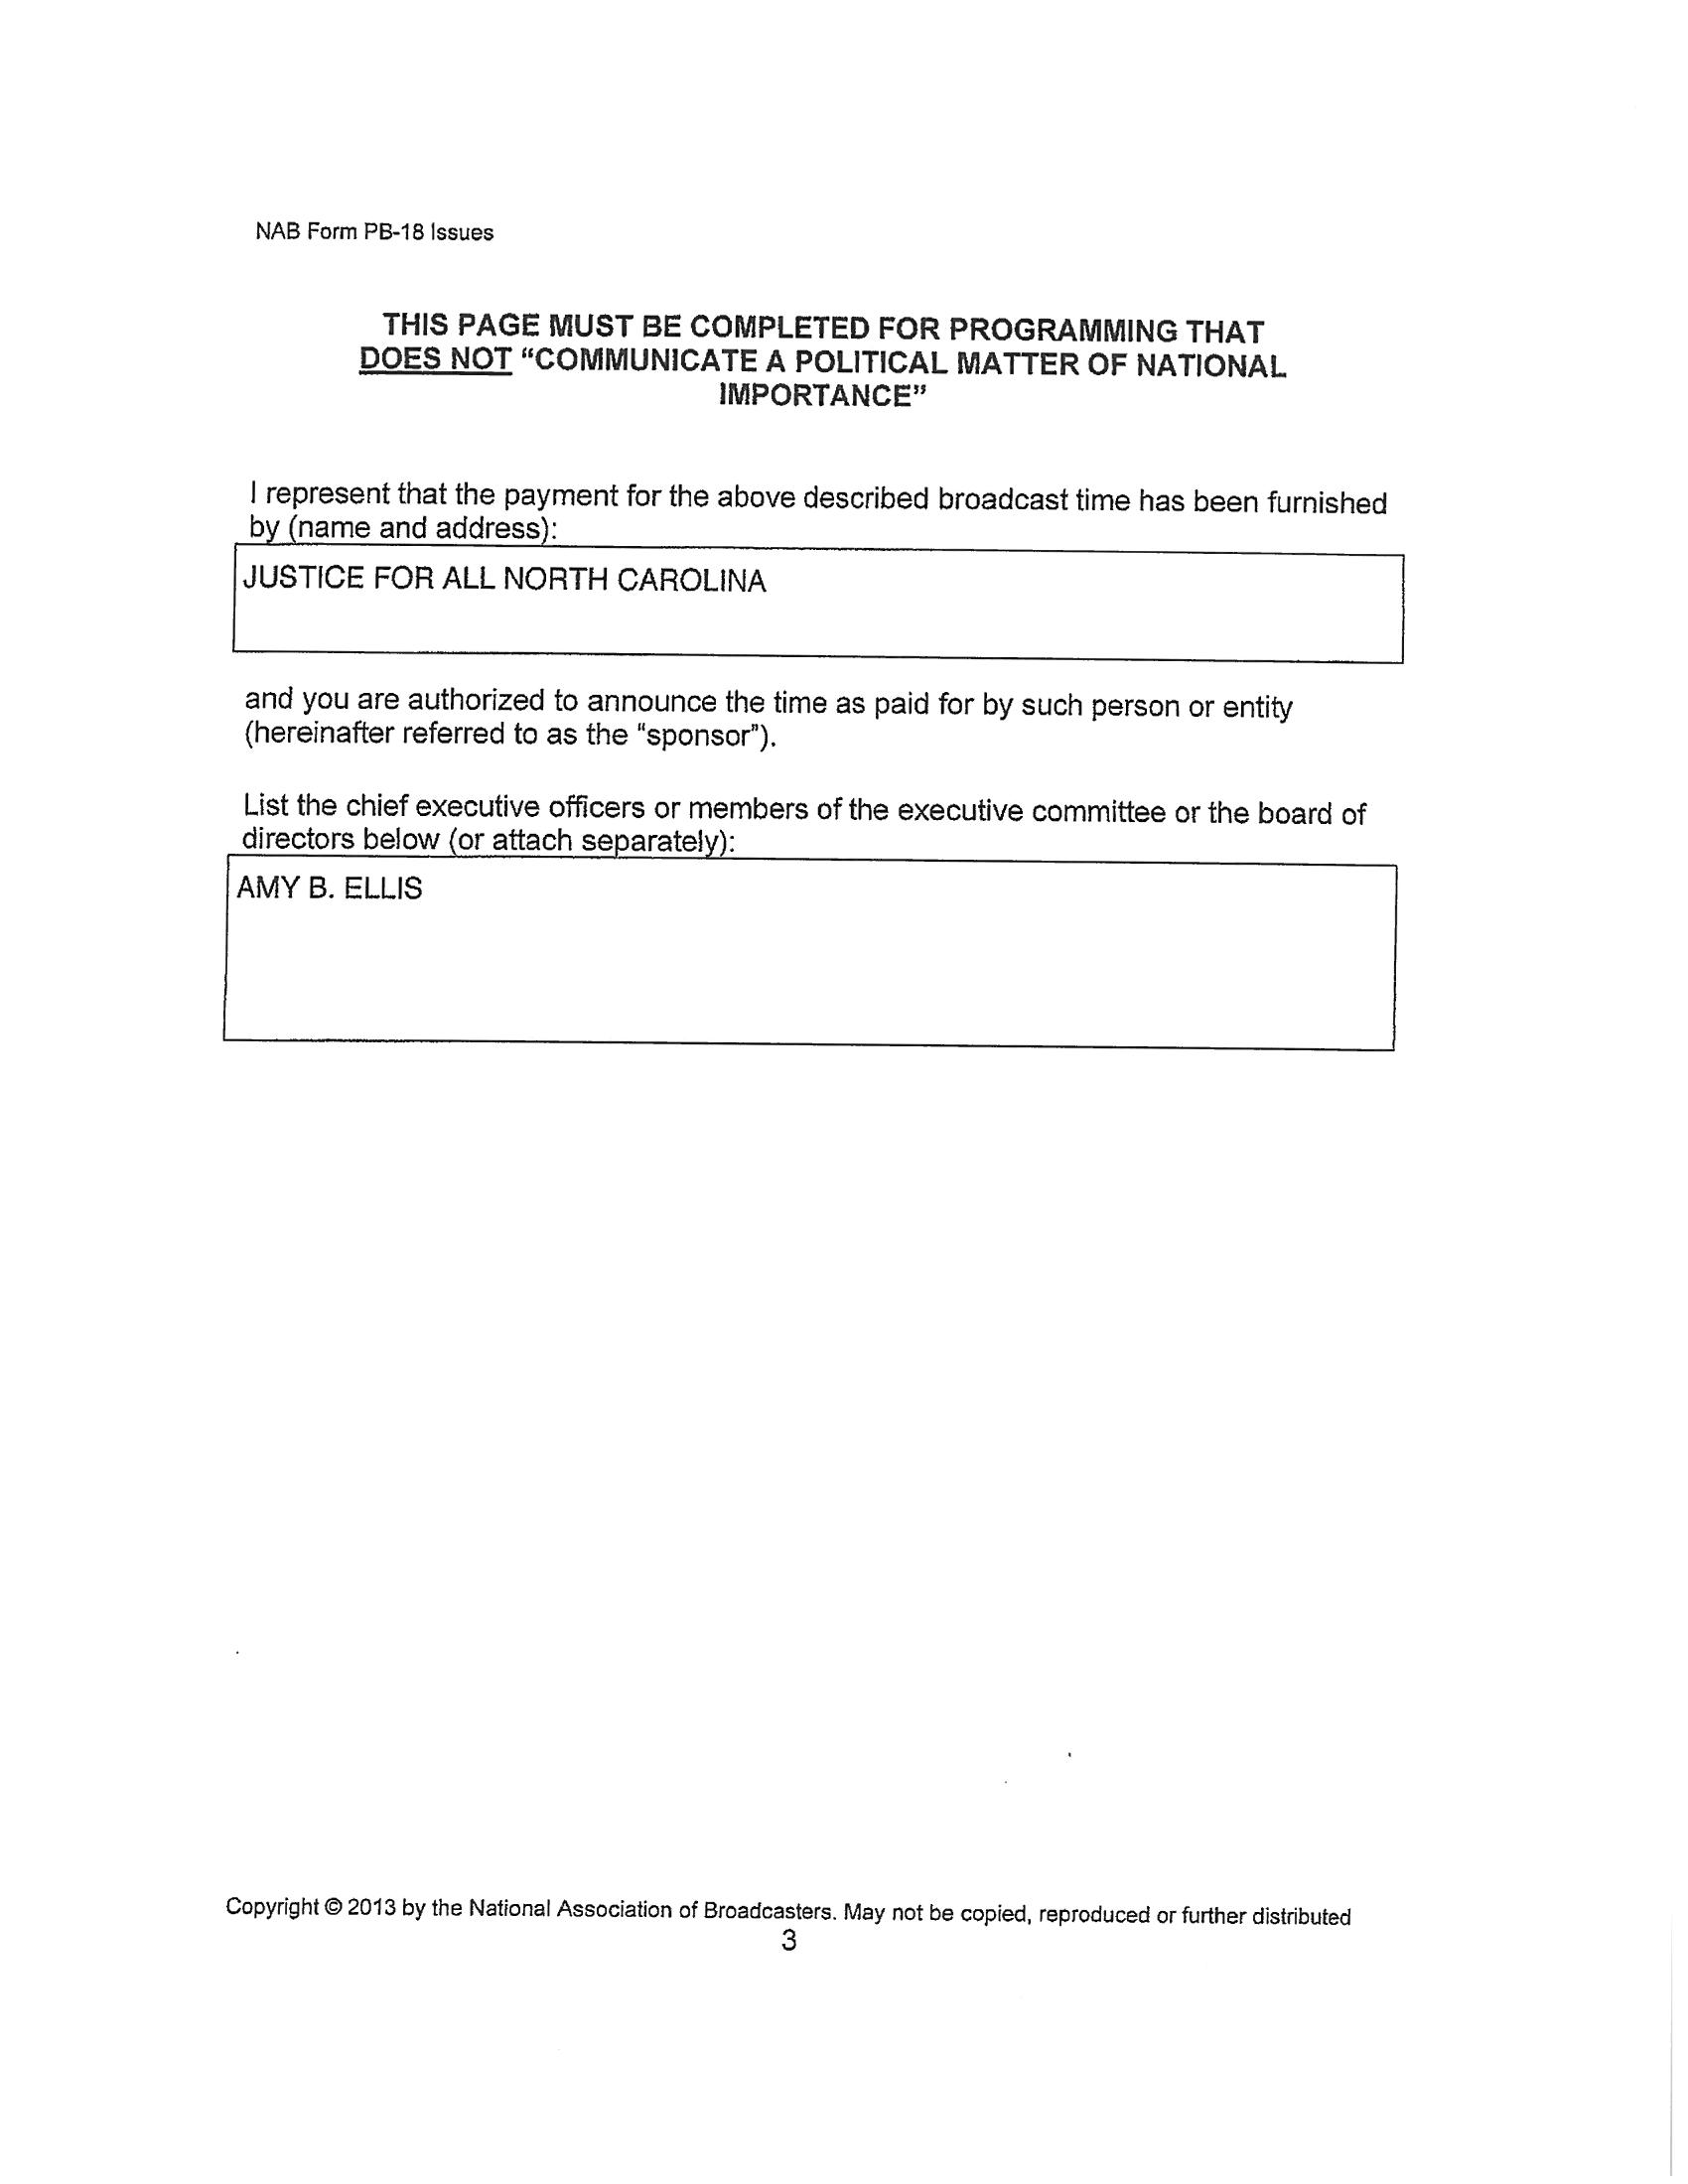 NAB Form PB-18 Issues
THIS PAGE MUST BE COMPLETED FOR PROGRAMMING THAT
DOES NOT “COMMUNICATE A POLITICAL MATTER OF NATIONAL
IMPORTANCE”
I represent that the payment for the above described broadcast time has been furnished
by (name and address):
JUSTICE FOR ALL NORTH CAROLINA
and you are authorized to announce the time as paid for by such person or entity
(hereinafter referred to as the “sponsor”).
List the chief executive officers or members of the executive committee or the board of
directors below (or attach separately):
AMY B. ELLIS
Copyright © 2013 by the National Association of Broadcasters. May not be copied, reproduced or further distributed
3